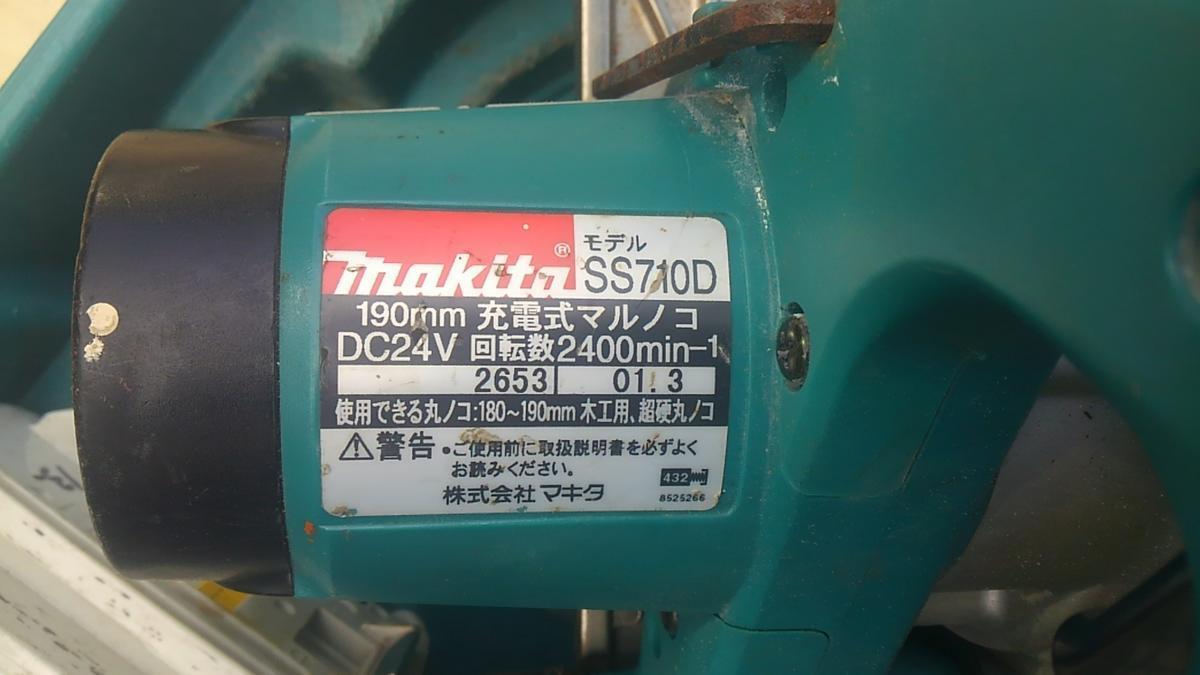 makita®
モデル
SS710D
190mm 充電式マルノコ
DC24V 回転数2400min-1
2653 01.3
使用できる丸ノコ:180~190mm 木工用、超硬丸ノコ
警告 •ご使用前に取扱説明書を必ずよく
お読みください。
432
株式会社 マキタ
8525266